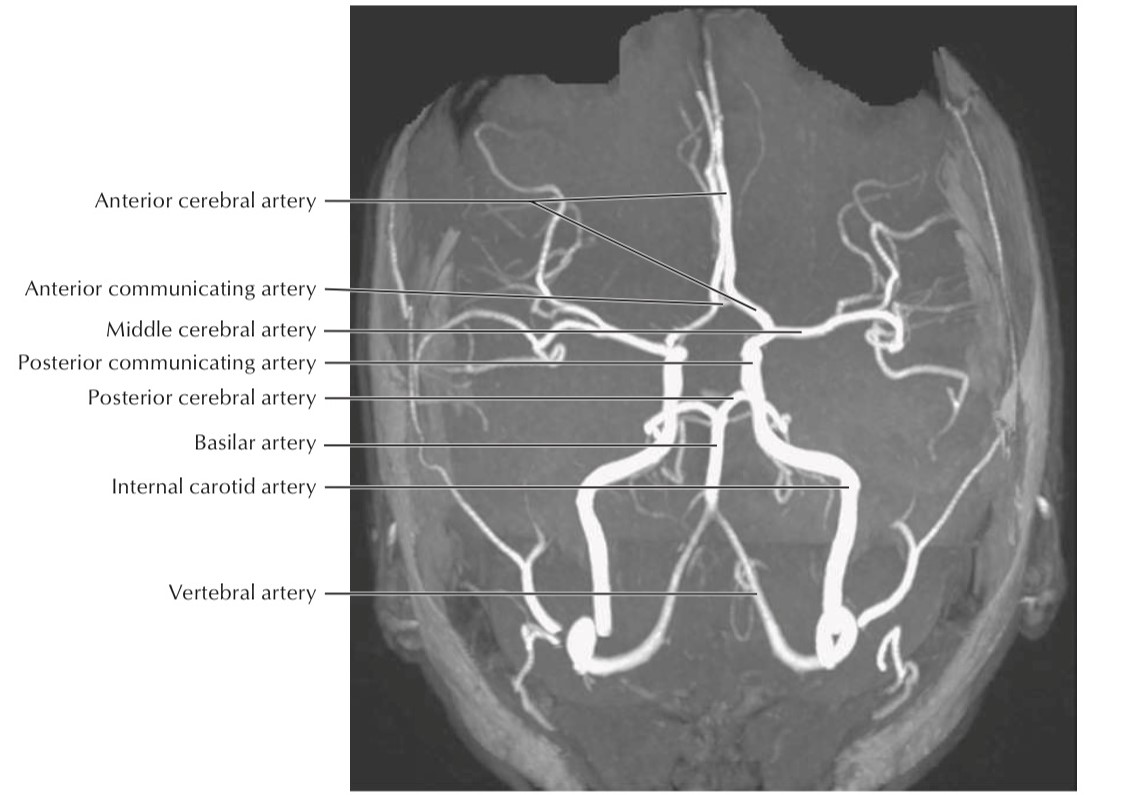 Anterior cerebral artery
Anterior communicating artery
Middle cerebral artery
Posterior communicating artery
Posterior cerebral artery
Basilar artery
Internal carotid artery
Vertebral artery